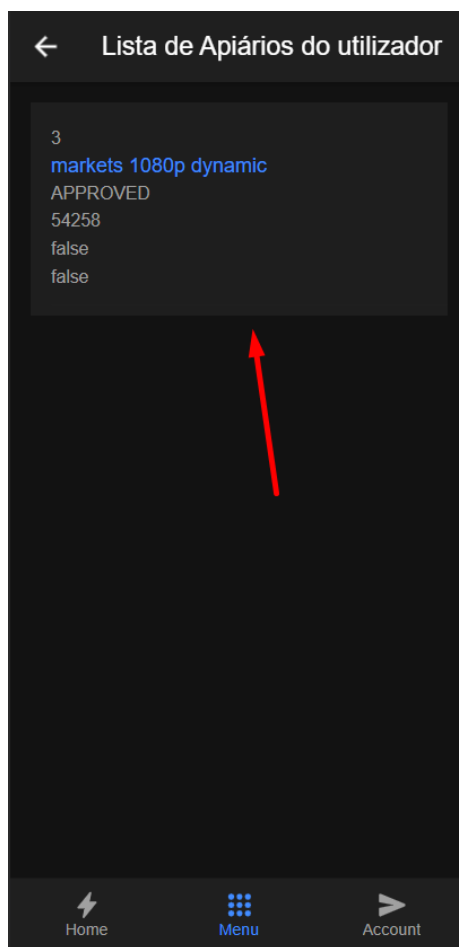 Lista de Apiários do utilizador
3
markets 1080p dynamic
APPROVED
54258
false
false
Home
Menu
Account